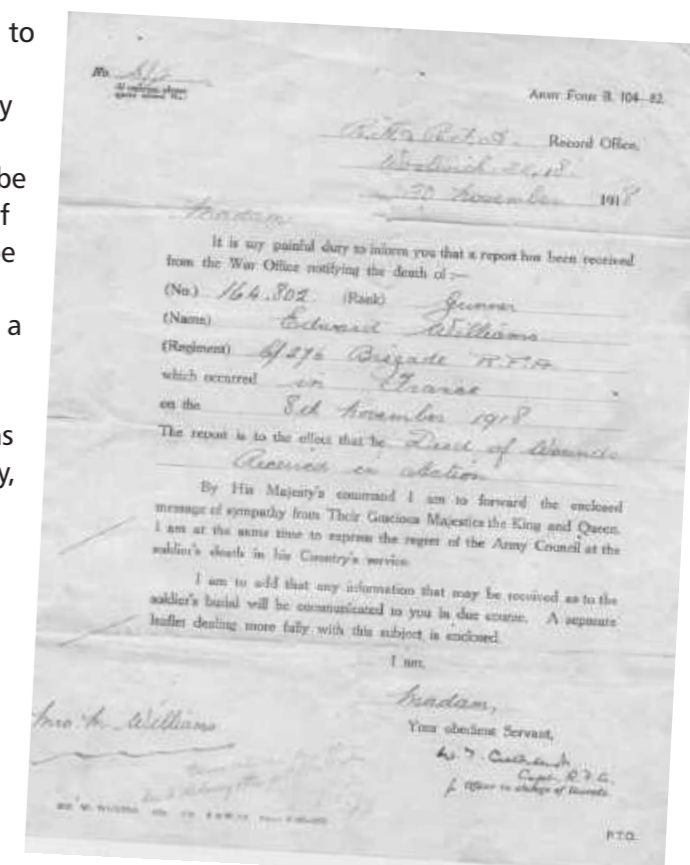 to
y
be
f
be
a
as
y,
No.
Army Form B. 104—82.
Record Office,
Woolwich
20 November 1918
Madam
It is my painful duty to inform you that a report has been received
from the War Office notifying the death of :—
(No.) 164.802 (Rank) Gunner
(Name) Edward Williams
(Regiment) 276 Brigade R.F.A
which occurred in France
on the 8d November 1918
The report is to the effect that he Died of Wounds
Received in Action
By His Majesty's command I am to forward the enclosed
message of sympathy from Their Gracious Majesties the King and Queen.
I am at the same time to express the regret of the Army Council at the
soldier's death in his Country's service.
I am to add that any information that may be received as to the
soldier's burial will be communicated to you in due course. A separate
leaflet dealing more fully with this subject is enclosed.
I am,
Madam,
Your obedient Servant,
Capt. R.F.A.
Officer in charge of Records.
Mrs M Williams
P.T.O.